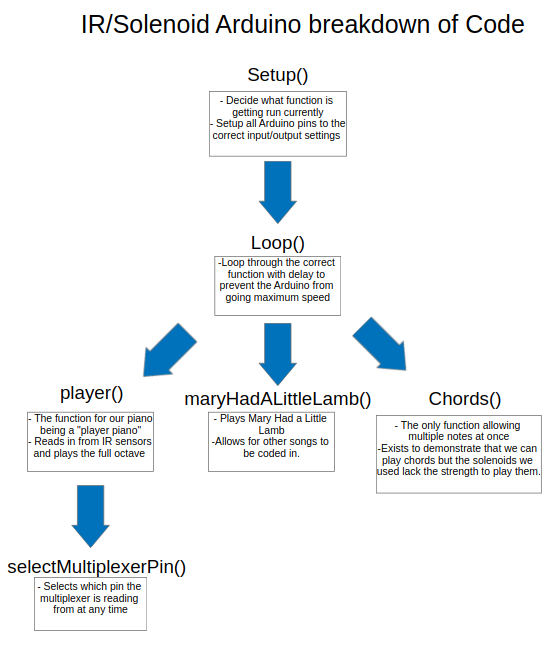 IR/Solenoid Arduino breakdown of Code
Setup()
- Decide what function is
getting run currently
- Setup all Arduino pins to the
correct input/output settings
Loop()
-Loop through the correct
function with delay to
prevent the Arduino from
going maximum speed
player()
- The function for our piano
being a "player piano"
- Reads in from IR sensors
and plays the full octave
maryHadALittleLamb()
- Plays Mary Had a Little
Lamb
-Allows for other songs to
be coded in.
Chords()
- The only function allowing
multiple notes at once
-Exists to demonstrate that we can
play chords but the solenoids we
used lack the strength to play them.
selectMultiplexerPin()
- Selects which pin the
multiplexer is reading
from at any time